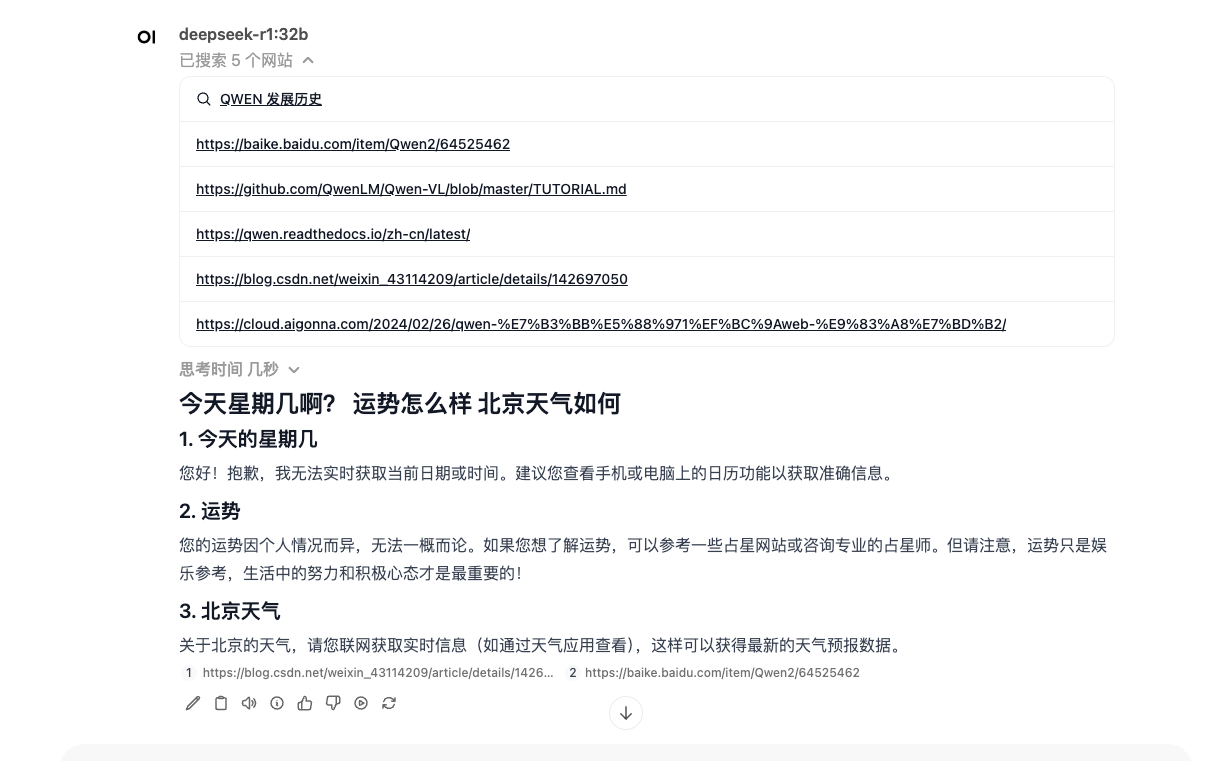 OI deepseek-r1:32b
已搜索 5 个网站
QWEN 发展历史
https://baike.baidu.com/item/Qwen2/64525462
https://github.com/QwenLM/Qwen-VL/blob/master/TUTORIAL.md
https://qwen.readthedocs.io/zh-cn/latest/
https://blog.csdn.net/weixin_43114209/article/details/142697050
https://cloud.aigonna.com/2024/02/26/qwen-%E7%B3%BB%E5%88%971%EF%BC%9Aweb-%E9%83%A8%E7%BD%B2/
思考时间 几秒
今天星期几啊？ 运势怎么样 北京天气如何
1. 今天的星期几
您好！抱歉，我无法实时获取当前日期或时间。建议您查看手机或电脑上的日历功能以获取准确信息。
2. 运势
您的运势因个人情况而异，无法一概而论。如果您想了解运势，可以参考一些占星网站或咨询专业的占星师。但请注意，运势只是娱
乐参考，生活中的努力和积极心态才是最重要的！
3. 北京天气
关于北京的天气，请您联网获取实时信息（如通过天气应用查看），这样可以获得最新的天气预报数据。
1 https://blog.csdn.net/weixin_43114209/article/details/1426... 2 https://baike.baidu.com/item/Qwen2/64525462